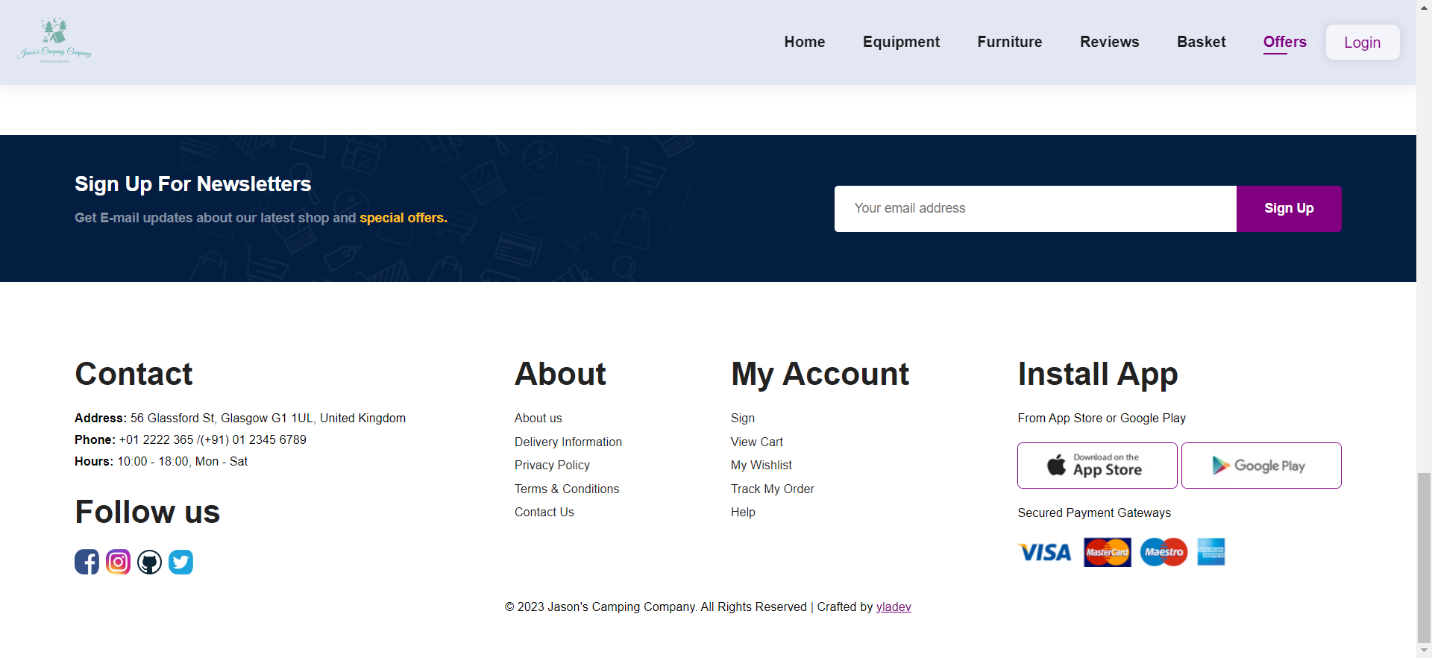 Jason's Camping Company
Home Equipment Furniture Reviews Basket Offers Login
Sign Up For Newsletters
Get E-mail updates about our latest shop and special offers.
Your email address
Sign Up
Contact
Address: 56 Glassford St, Glasgow G1 1UL, United Kingdom
Phone: +01 2222 365 /(+91) 01 2345 6789
Hours: 10:00 - 18:00, Mon - Sat
Follow us
About
About us
Delivery Information
Privacy Policy
Terms & Conditions
Contact Us
My Account
Sign
View Cart
My Wishlist
Track My Order
Help
Install App
From App Store or Google Play
Download on the
App Store
Google Play
Secured Payment Gateways
VISA MasterCard Maestro
© 2023 Jason's Camping Company. All Rights Reserved | Crafted by yladev